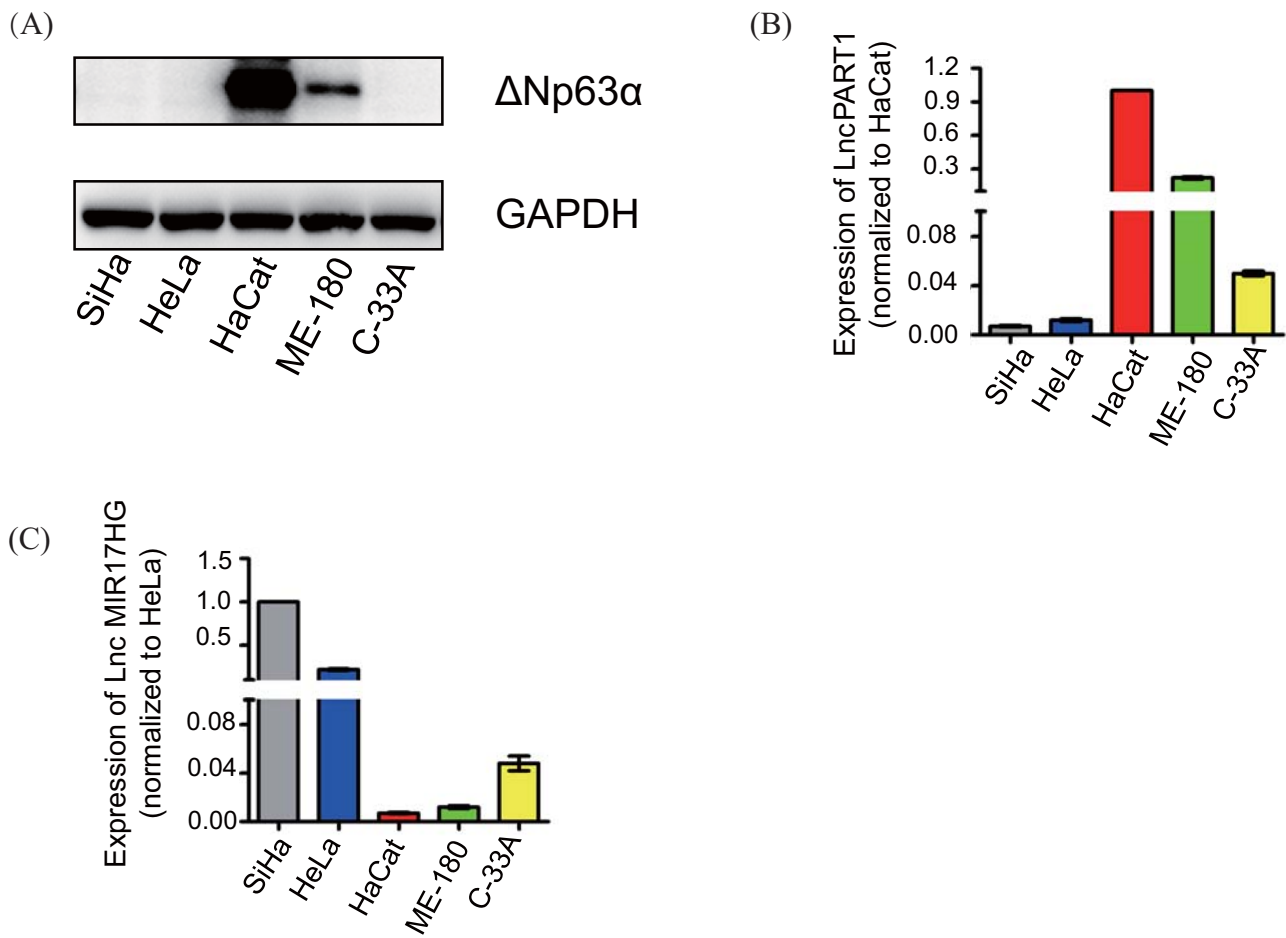 (A)
ΔNp63α
GAPDH
SiHa
HeLa
HaCat
ME-180
C-33A
(B)
Expression of LncPART1
(normalized to HaCat)
1.2
0.9
0.6
0.3
0.08
0.04
0.00
SiHa
HeLa
HaCat
ME-180
C-33A
(C)
Expression of Lnc MIR17HG
(normalized to HeLa)
1.5
1.0
0.5
0.08
0.04
0.00
SiHa
HeLa
HaCat
ME-180
C-33A